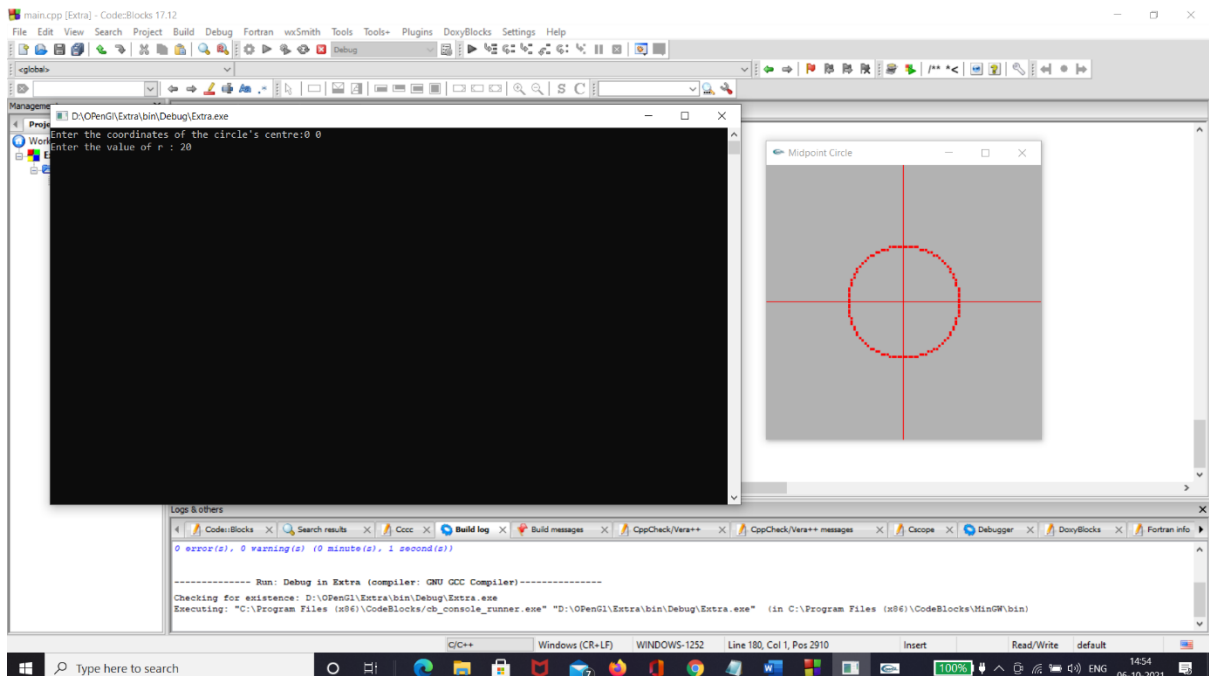 main.cpp [Extra] - Code::Blocks 17.12
File Edit View Search Project Build Debug Fortran wxSmith Tools Tools+ Plugins DoxyBlocks Settings Help
Debug
<global>
/** *<
S C
Manageme
Proje
D:\OPenGl\Extra\bin\Debug\Extra.exe
Enter the coordinates of the circle's centre:0 0
Enter the value of r : 20
Midpoint Circle
Logs & others
Code::Blocks Search results Cccc Build log Build messages CppCheck/Vera++ CppCheck/Vera++ messages Cscope Debugger DoxyBlocks Fortran info
0 error(s), 0 warning(s) (0 minute(s), 1 second(s))
-------------- Run: Debug in Extra (compiler: GNU GCC Compiler)---------------
Checking for existence: D:\OPenGl\Extra\bin\Debug\Extra.exe
Executing: "C:\Program Files (x86)\CodeBlocks/cb_console_runner.exe" "D:\OPenGl\Extra\bin\Debug\Extra.exe" (in C:\Program Files (x86)\CodeBlocks\MinGW\bin)
C/C++ Windows (CR+LF) WINDOWS-1252 Line 180, Col 1, Pos 2910 Insert Read/Write default
Type here to search
100% ENG 14:54
06-10-2021